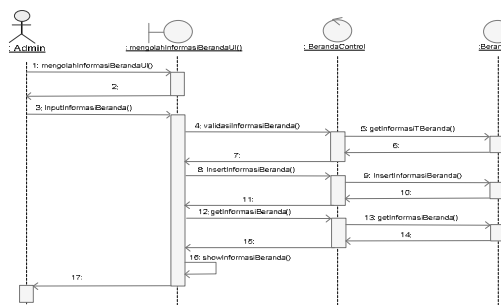 : Admin
: mengolahInformasiBerandaUI()
: BerandaControl
:Beran
1: mengolahInformasiBerandaUI()
2:
3: inputInformasiBeranda()
4: validasiInformasiBeranda()
5: getInformasiTBeranda()
6:
7:
8: insertInformasiBeranda()
9: insertInformasiBeranda()
10:
11:
12: getInformasiBeranda()
13: getInformasiBeranda()
14:
15:
16: showInformasiBeranda()
17: